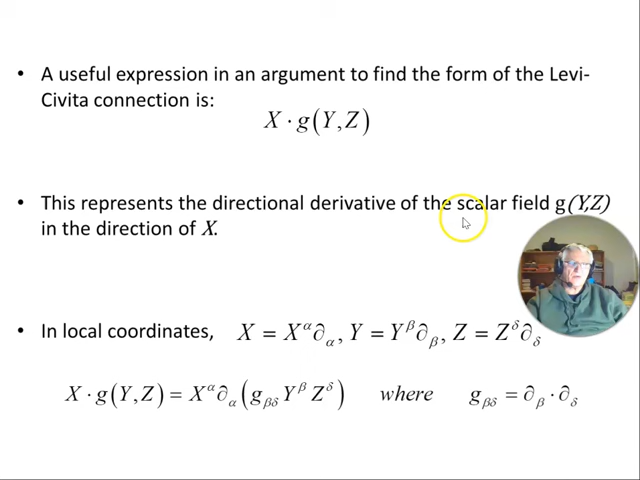 • A useful expression in an argument to find the form of the Levi-
Civita connection is:
X · g(Y, Z)
• This represents the directional derivative of the scalar field g(Y,Z)
in the direction of X.
• In local coordinates, X = X^α ∂_α, Y = Y^β ∂_β, Z = Z^δ ∂_δ
X · g(Y, Z) = X^α ∂_α (g_βδ Y^β Z^δ) where g_βδ = ∂_β · ∂_δ